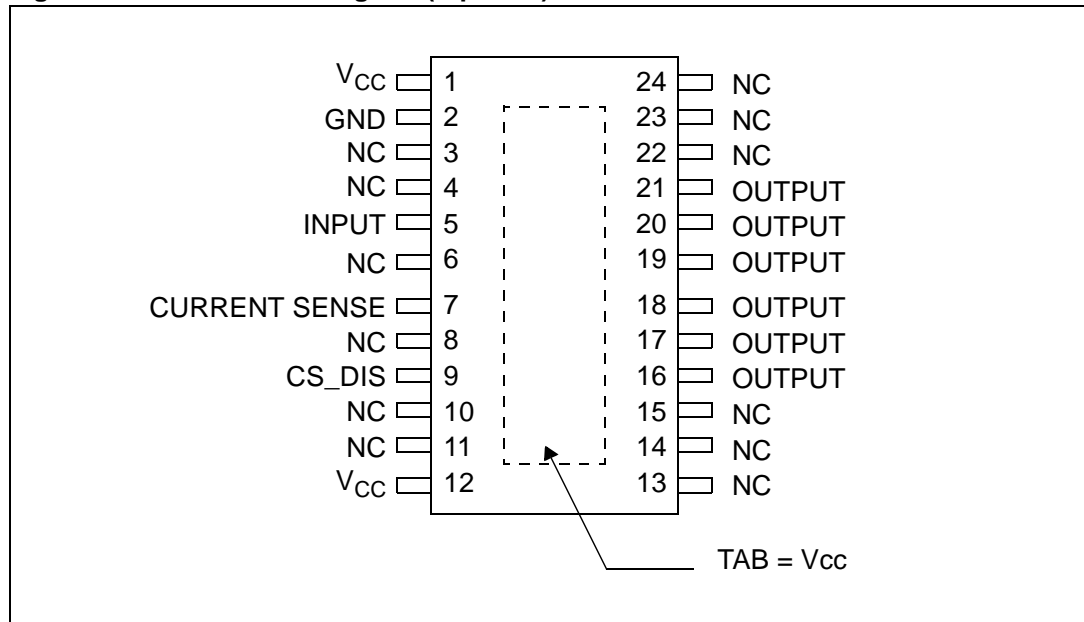 V_CC 1 24 NC
GND 2 23 NC
NC 3 22 NC
NC 4 21 OUTPUT
INPUT 5 20 OUTPUT
NC 6 19 OUTPUT
CURRENT SENSE 7 18 OUTPUT
NC 8 17 OUTPUT
CS_DIS 9 16 OUTPUT
NC 10 15 NC
NC 11 14 NC
V_CC 12 13 NC
TAB = Vcc